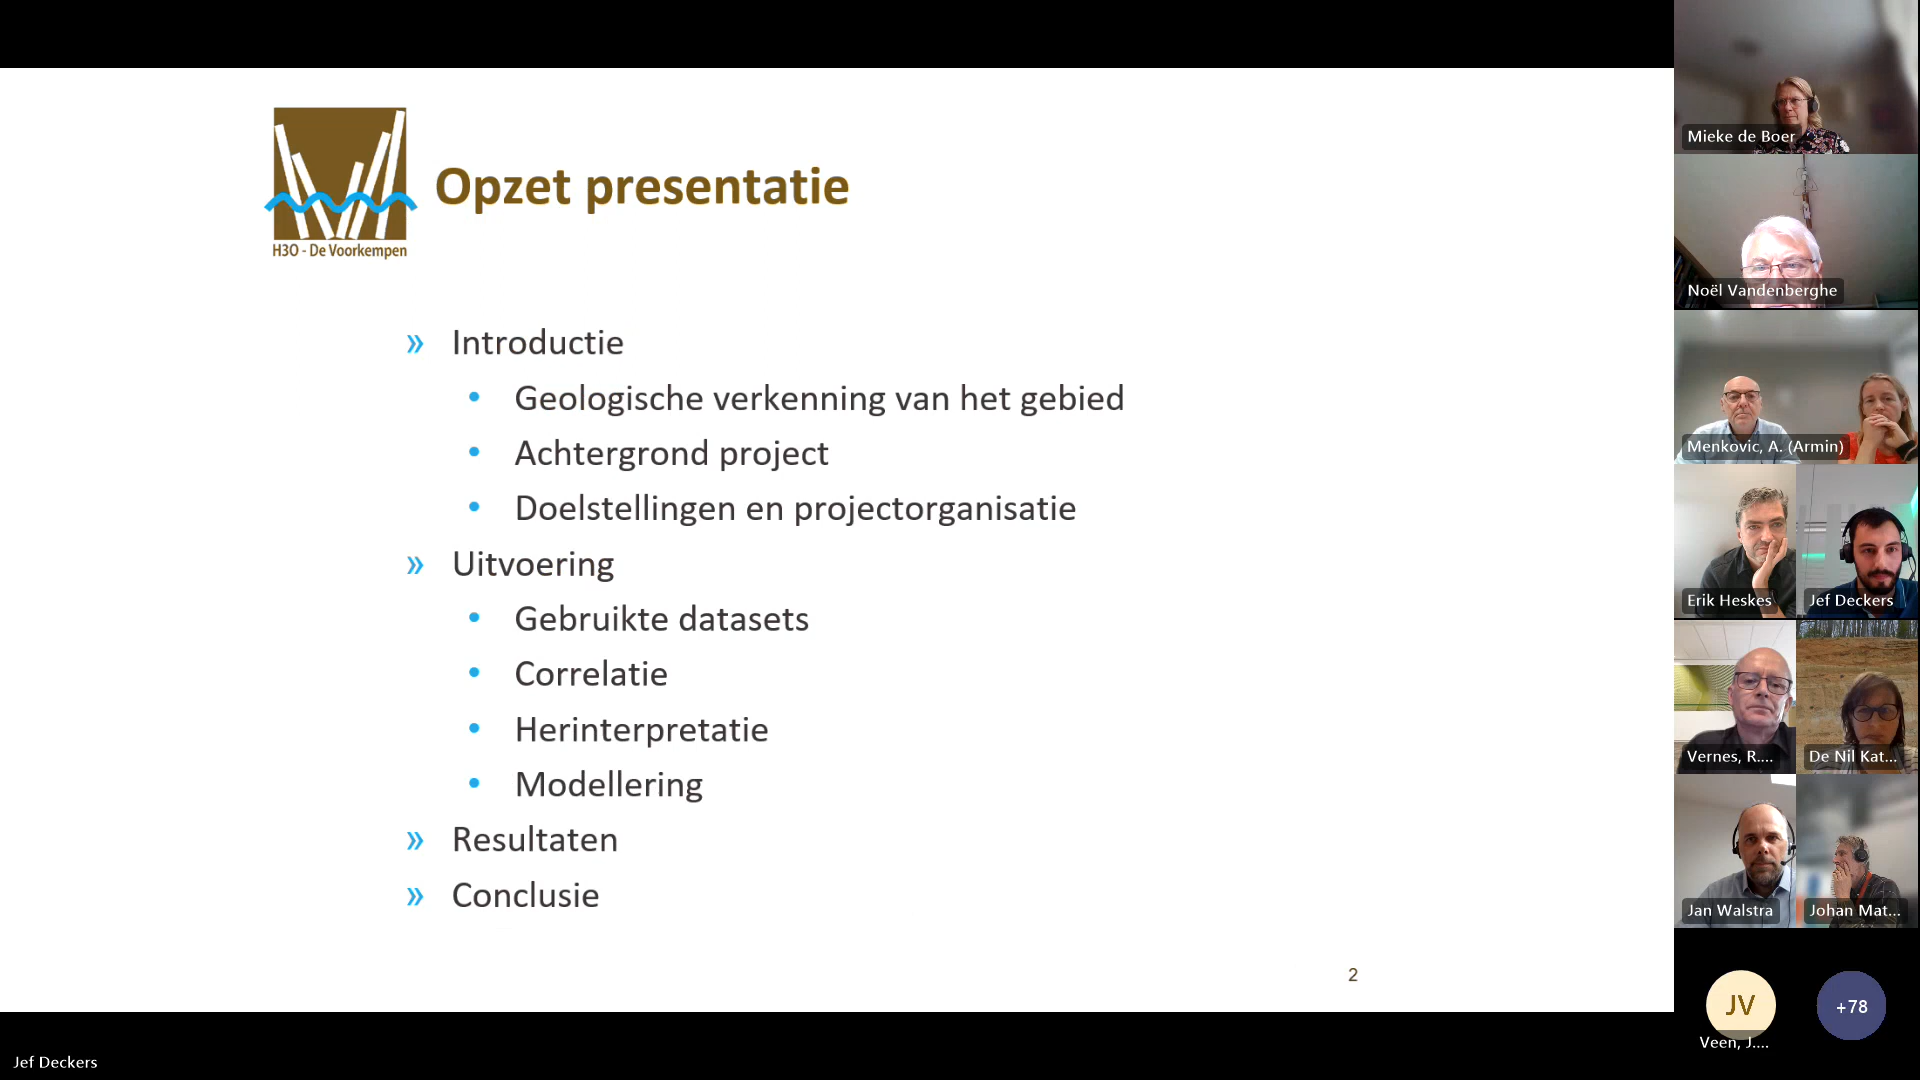 Opzet presentatie
H3O - De Voorkempen
» Introductie
• Geologische verkenning van het gebied
• Achtergrond project
• Doelstellingen en projectorganisatie
» Uitvoering
• Gebruikte datasets
• Correlatie
• Herinterpretatie
• Modellering
» Resultaten
» Conclusie
2
Jef Deckers
Mieke de Boer
Noël Vandenberghe
Menkovic, A. (Armin)
Erik Heskes
Jef Deckers
Vernes, R....
De Nil Kat...
Jan Walstra
Johan Mat...
JV
+78
Veen, J....